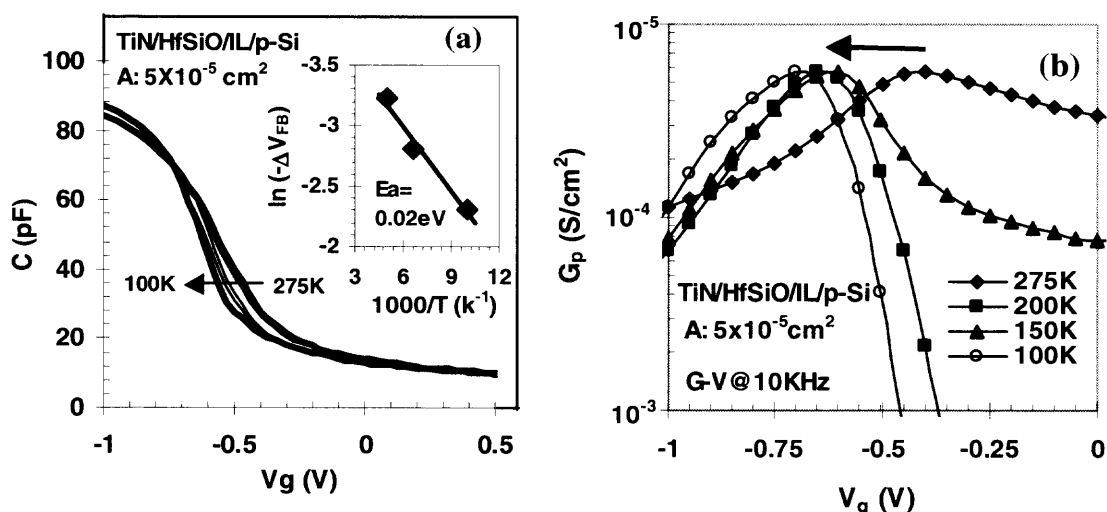 TiN/HfSiO/IL/p-Si
(a)
A: 5X10-5 cm2
100
80
60
40
20
0
C (pF)
-1
-0.5
0
0.5
Vg (V)
100K
275K
-3.5
-3
-2.5
-2
ln (-ΔVFB)
Ea=
0.02eV
3
6
9
12
1000/T (k-1)
(b)
10-5
10-4
10-3
Gp (S/cm2)
TiN/HfSiO/IL/p-Si
A: 5x10-5cm2
G-V@10KHz
275K
200K
150K
100K
-1
-0.75
-0.5
-0.25
0
Vg (V)